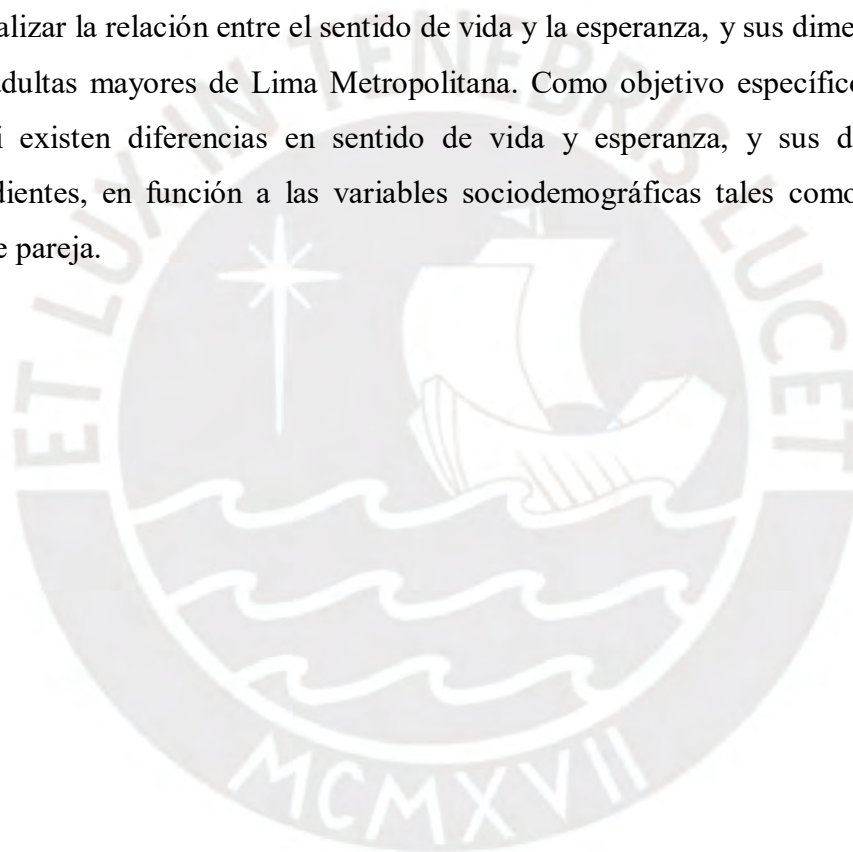 alizar la relación entre el sentido de vida y la esperanza, y sus dime
adultas mayores de Lima Metropolitana. Como objetivo específico
i existen diferencias en sentido de vida y esperanza, y sus d
dientes, en función a las variables sociodemográficas tales como
e pareja.
ET LUX IN TENEBRIS LUCET
MCMXVII